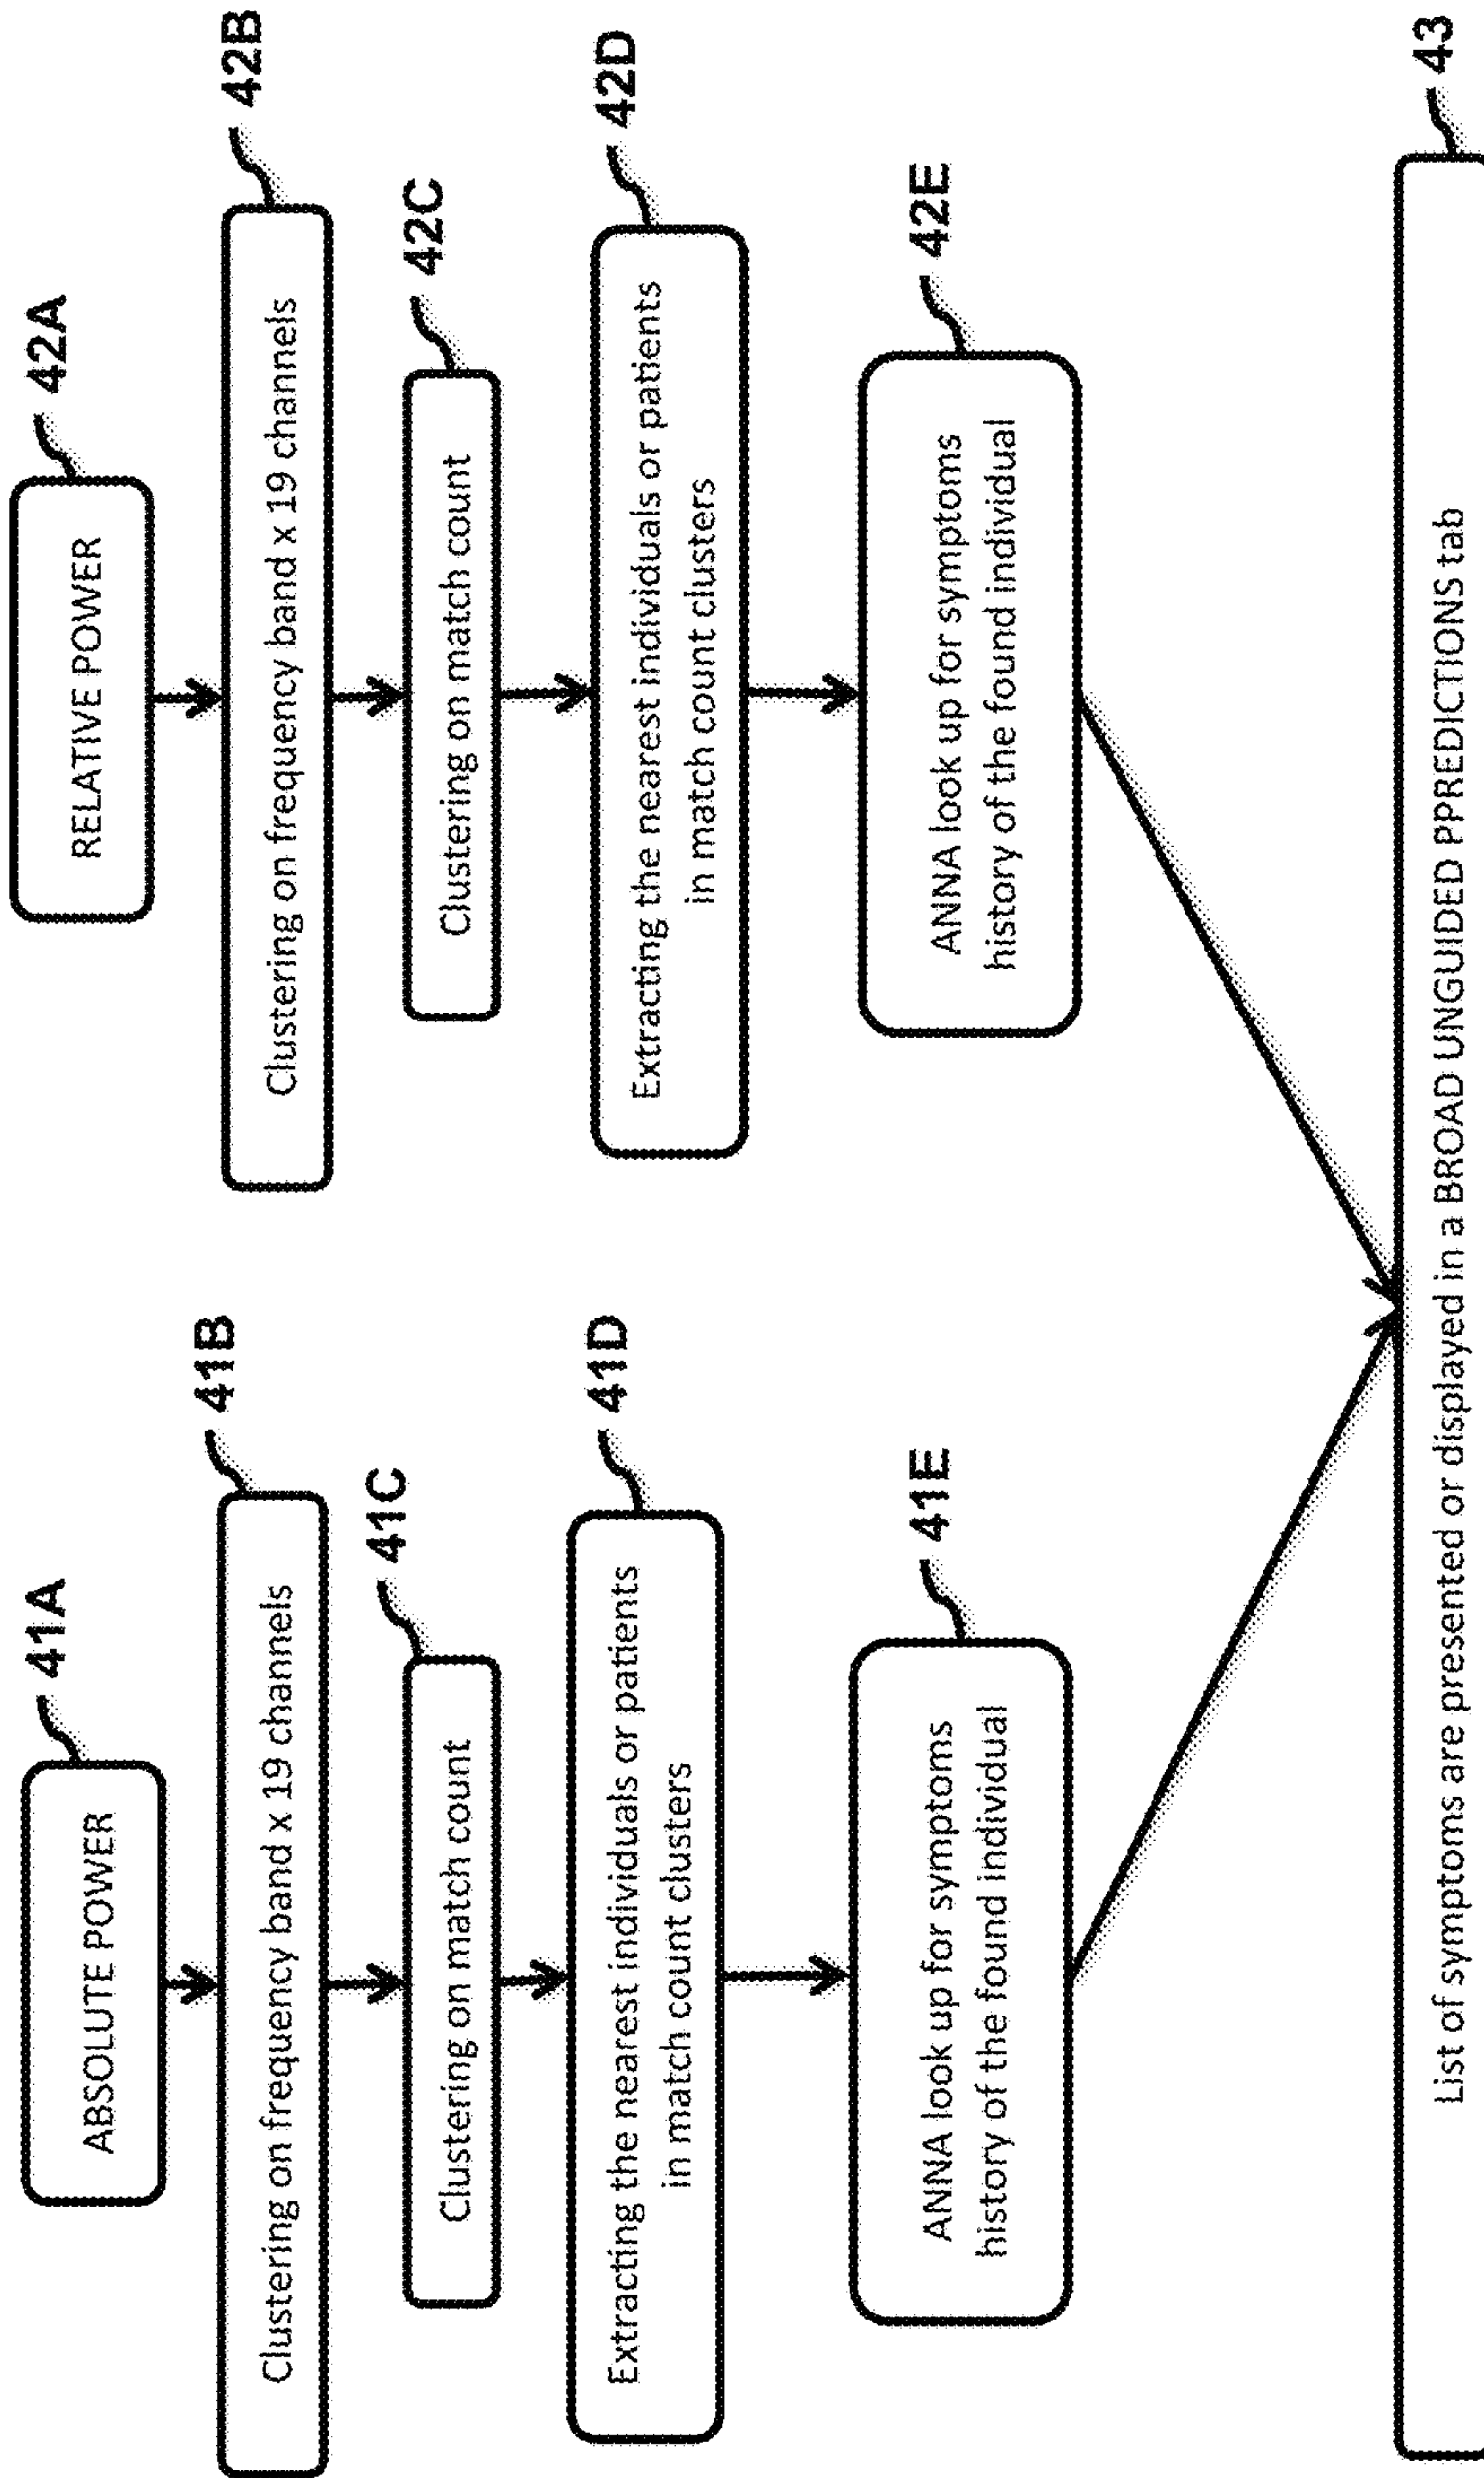 ABSOLUTE POWER
41A
Clustering on frequency band x 19 channels
41B
Clustering on match count
41C
Extracting the nearest individuals or patients
in match count clusters
41D
ANNA look up for symptoms
history of the found individual
41E
RELATIVE POWER
42A
Clustering on frequency band x 19 channels
42B
Clustering on match count
42C
Extracting the nearest individuals or patients
in match count clusters
42D
ANNA look up for symptoms
history of the found individual
42E
List of symptoms are presented or displayed in a BROAD UNGUIDED PPREDICTIONS tab
43